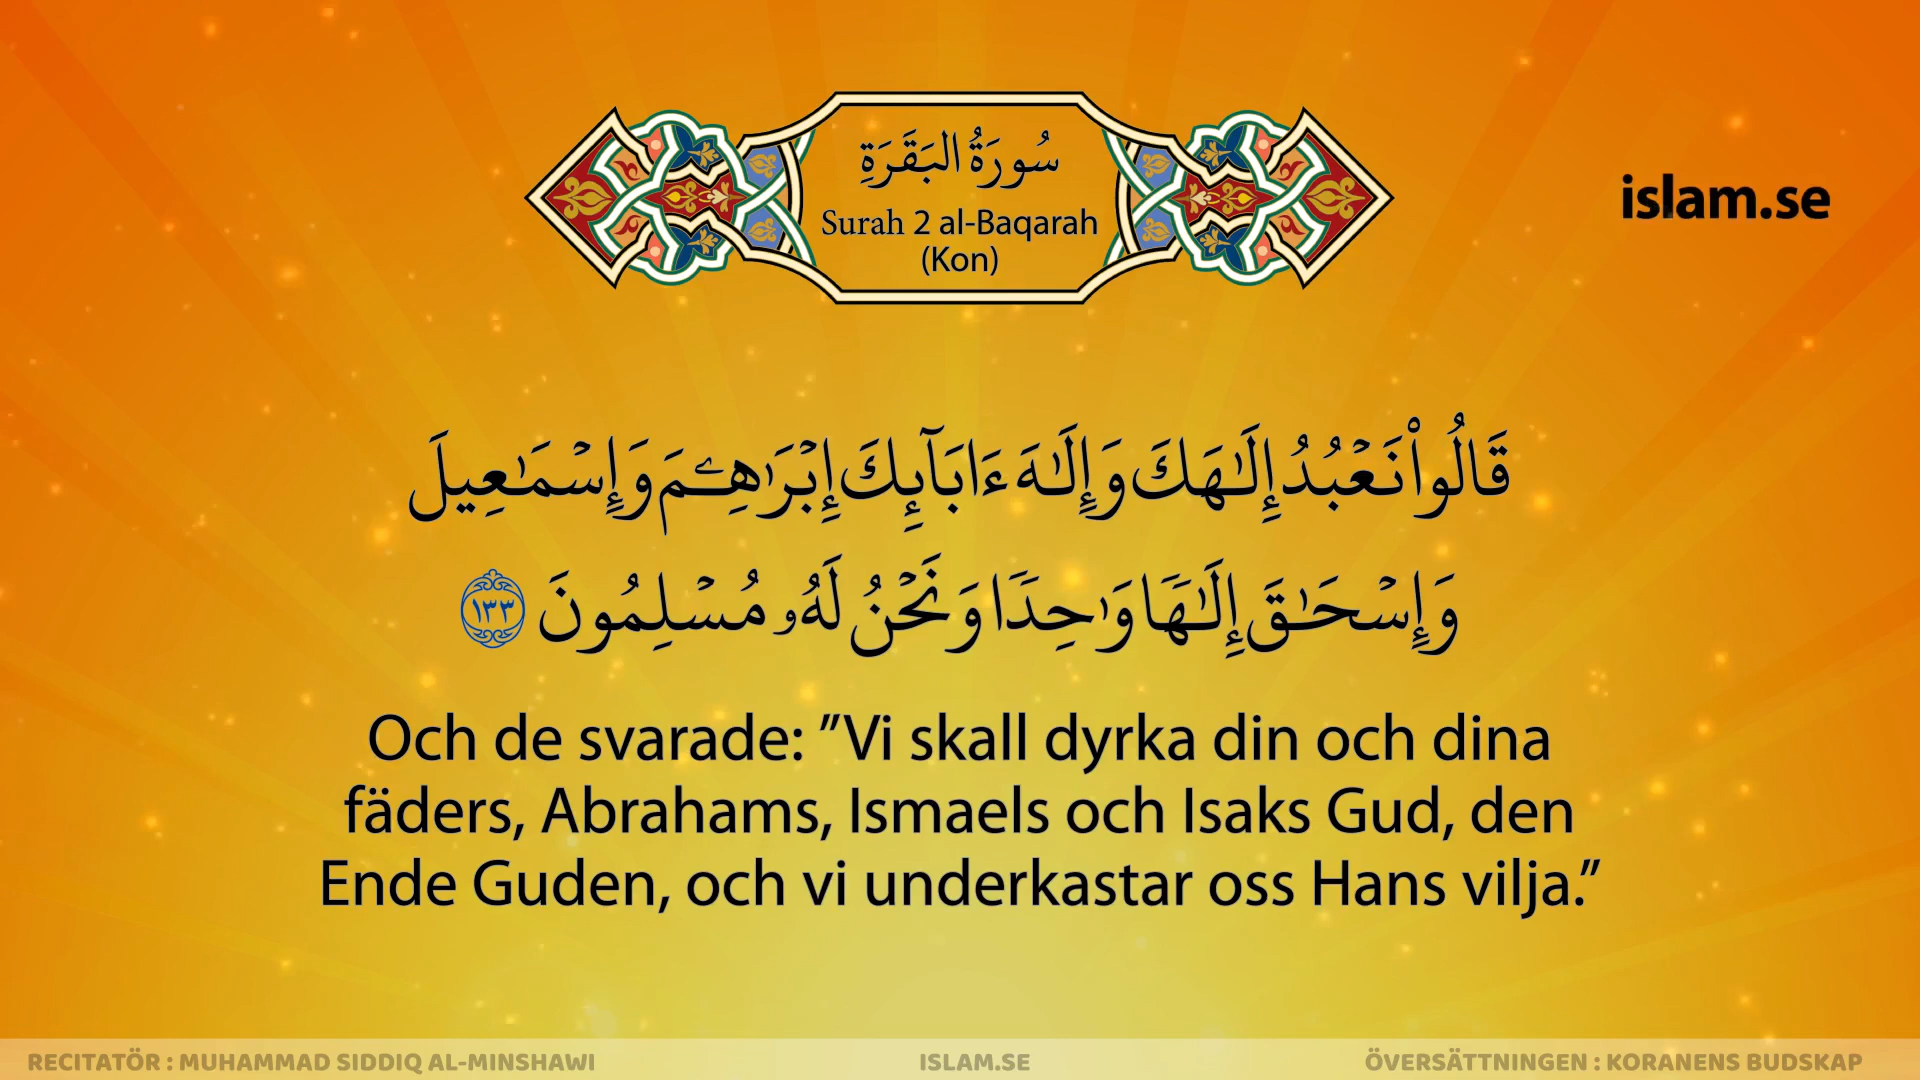 سُورَةُ البَقَرَةِ
Surah 2 al-Baqarah
(Kon)
islam.se
قَالُوا۟ نَعْبُدُ إِلَـٰهَكَ وَإِلَـٰهَ ءَابَآئِكَ إِبْرَٰهِـۧمَ وَإِسْمَـٰعِيلَ
وَإِسْحَـٰقَ إِلَـٰهًا وَٰحِدًا وَنَحْنُ لَهُۥ مُسْلِمُونَ ١٣٣
Och de svarade: ”Vi skall dyrka din och dina
fäders, Abrahams, Ismaels och Isaks Gud, den
Ende Guden, och vi underkastar oss Hans vilja.”
RECITATÖR : MUHAMMAD SIDDIQ AL-MINSHAWI
ISLAM.SE
ÖVERSÄTTNINGEN : KORANENS BUDSKAP